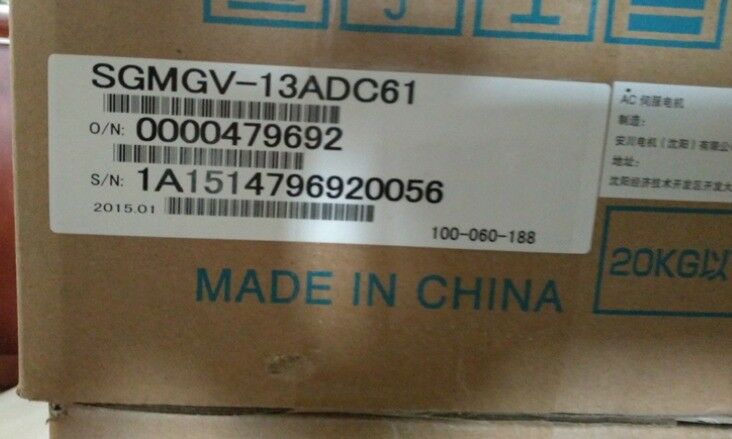 SGMGV-13ADC61
O/N: 0000479692
S/N: 1A1514796920056
2015.01
100-060-188
AC 伺服电机
制造:
安川电机(沈阳)有限公
地址:
沈阳经济技术开发区开发大
20KG以
MADE IN CHINA